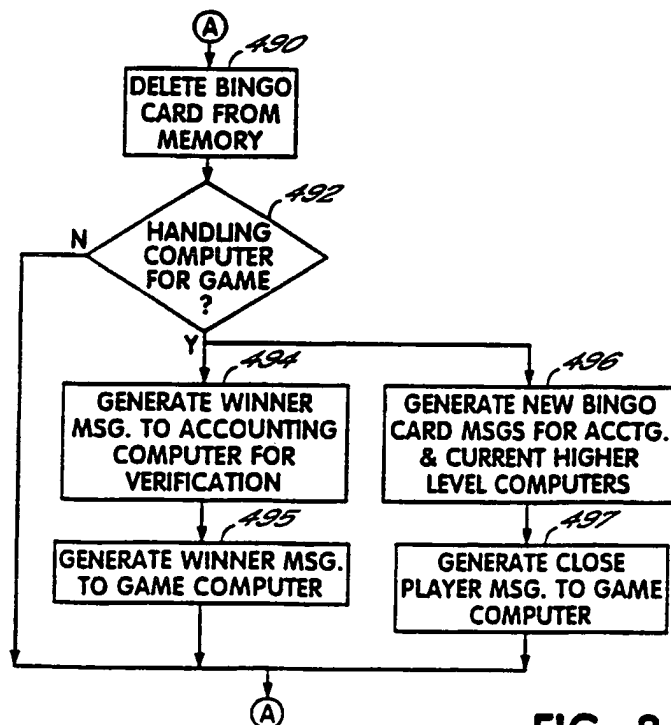 A
490
DELETE BINGO
CARD FROM
MEMORY
492
HANDLING
COMPUTER
FOR GAME
?
N
Y
494
GENERATE WINNER
MSG. TO ACCOUNTING
COMPUTER FOR
VERIFICATION
495
GENERATE WINNER MSG.
TO GAME COMPUTER
496
GENERATE NEW BINGO
CARD MSGS FOR ACCTG.
& CURRENT HIGHER
LEVEL COMPUTERS
497
GENERATE CLOSE
PLAYER MSG. TO GAME
COMPUTER
A